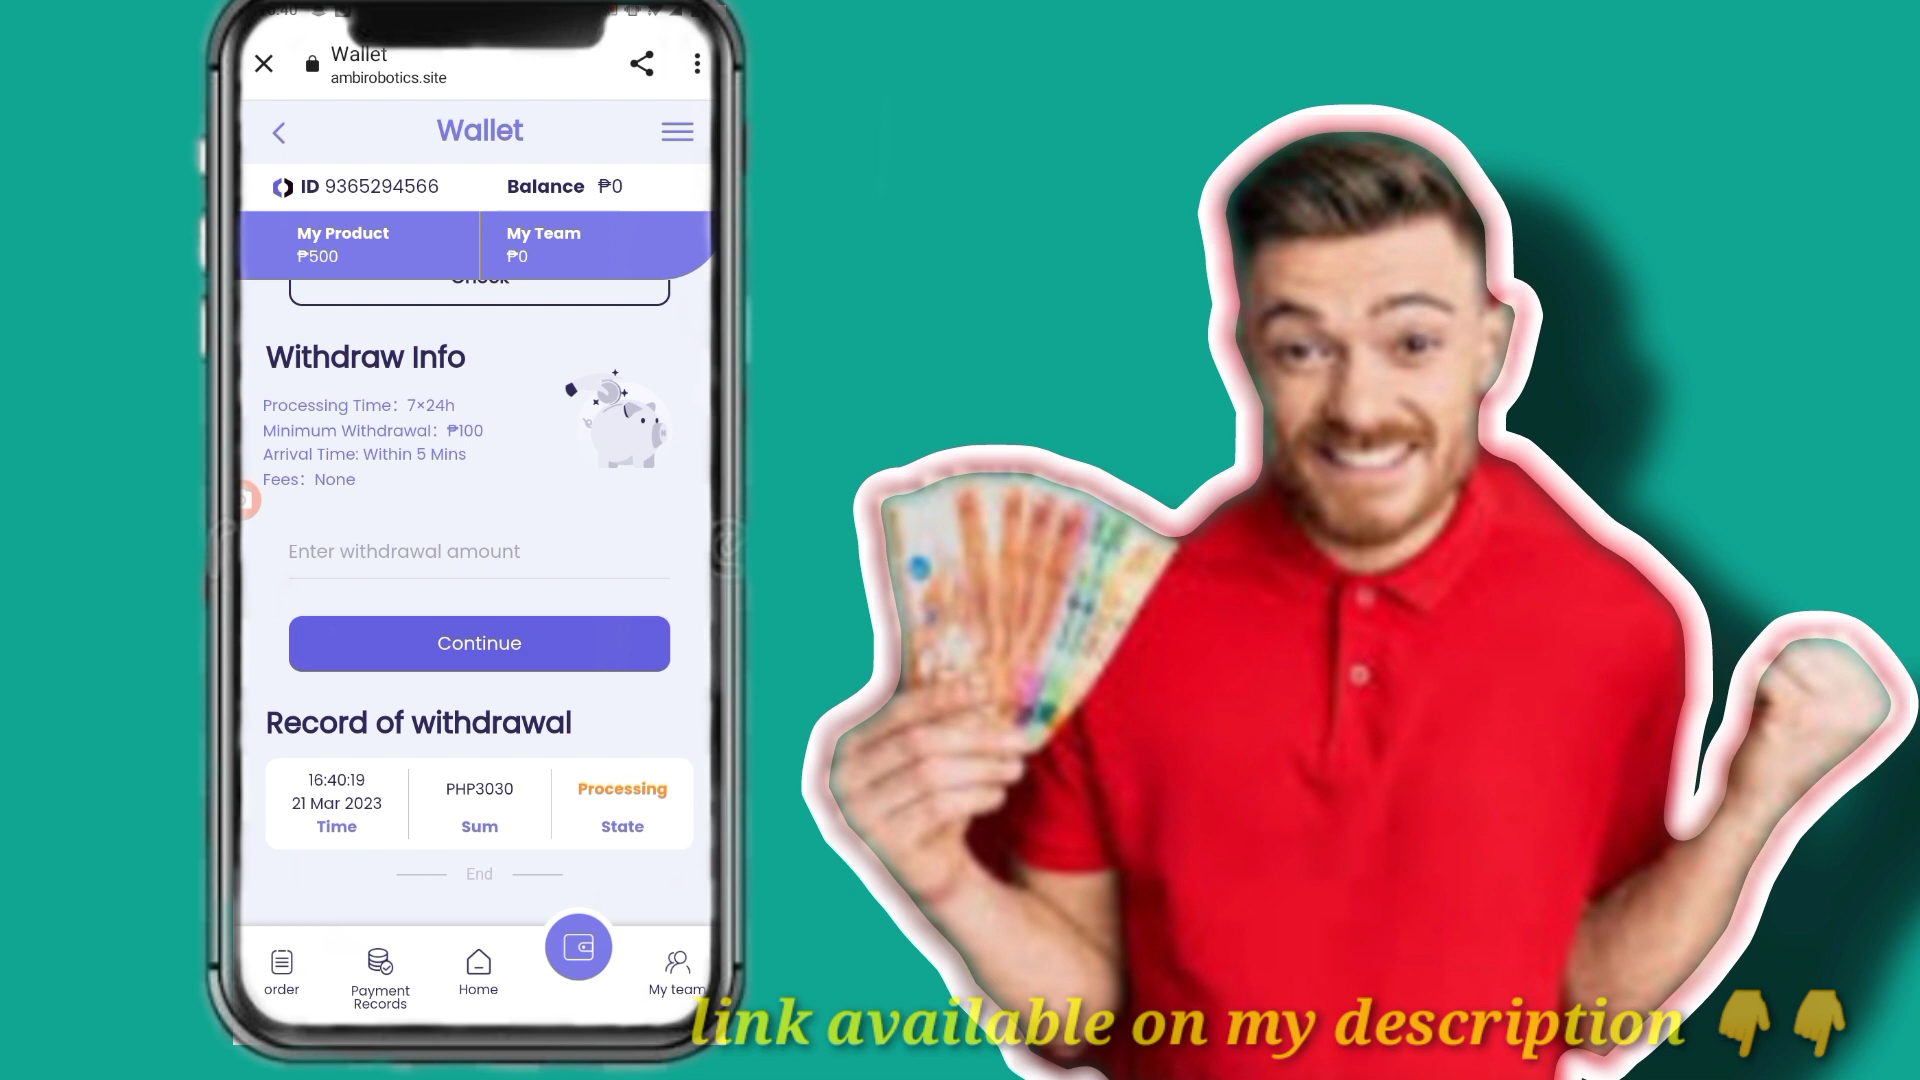 Wallet
ambirobotics.site
Wallet
ID 9365294566
Balance ₱0
My Product
₱500
My Team
₱0
Withdraw Info
Processing Time: 7×24h
Minimum Withdrawal: ₱100
Arrival Time: Within 5 Mins
Fees: None
Enter withdrawal amount
Continue
Record of withdrawal
16:40:19
21 Mar 2023
Time
PHP3030
Sum
Processing
State
End
order
Payment
Records
Home
My team
link available on my description 👇👇